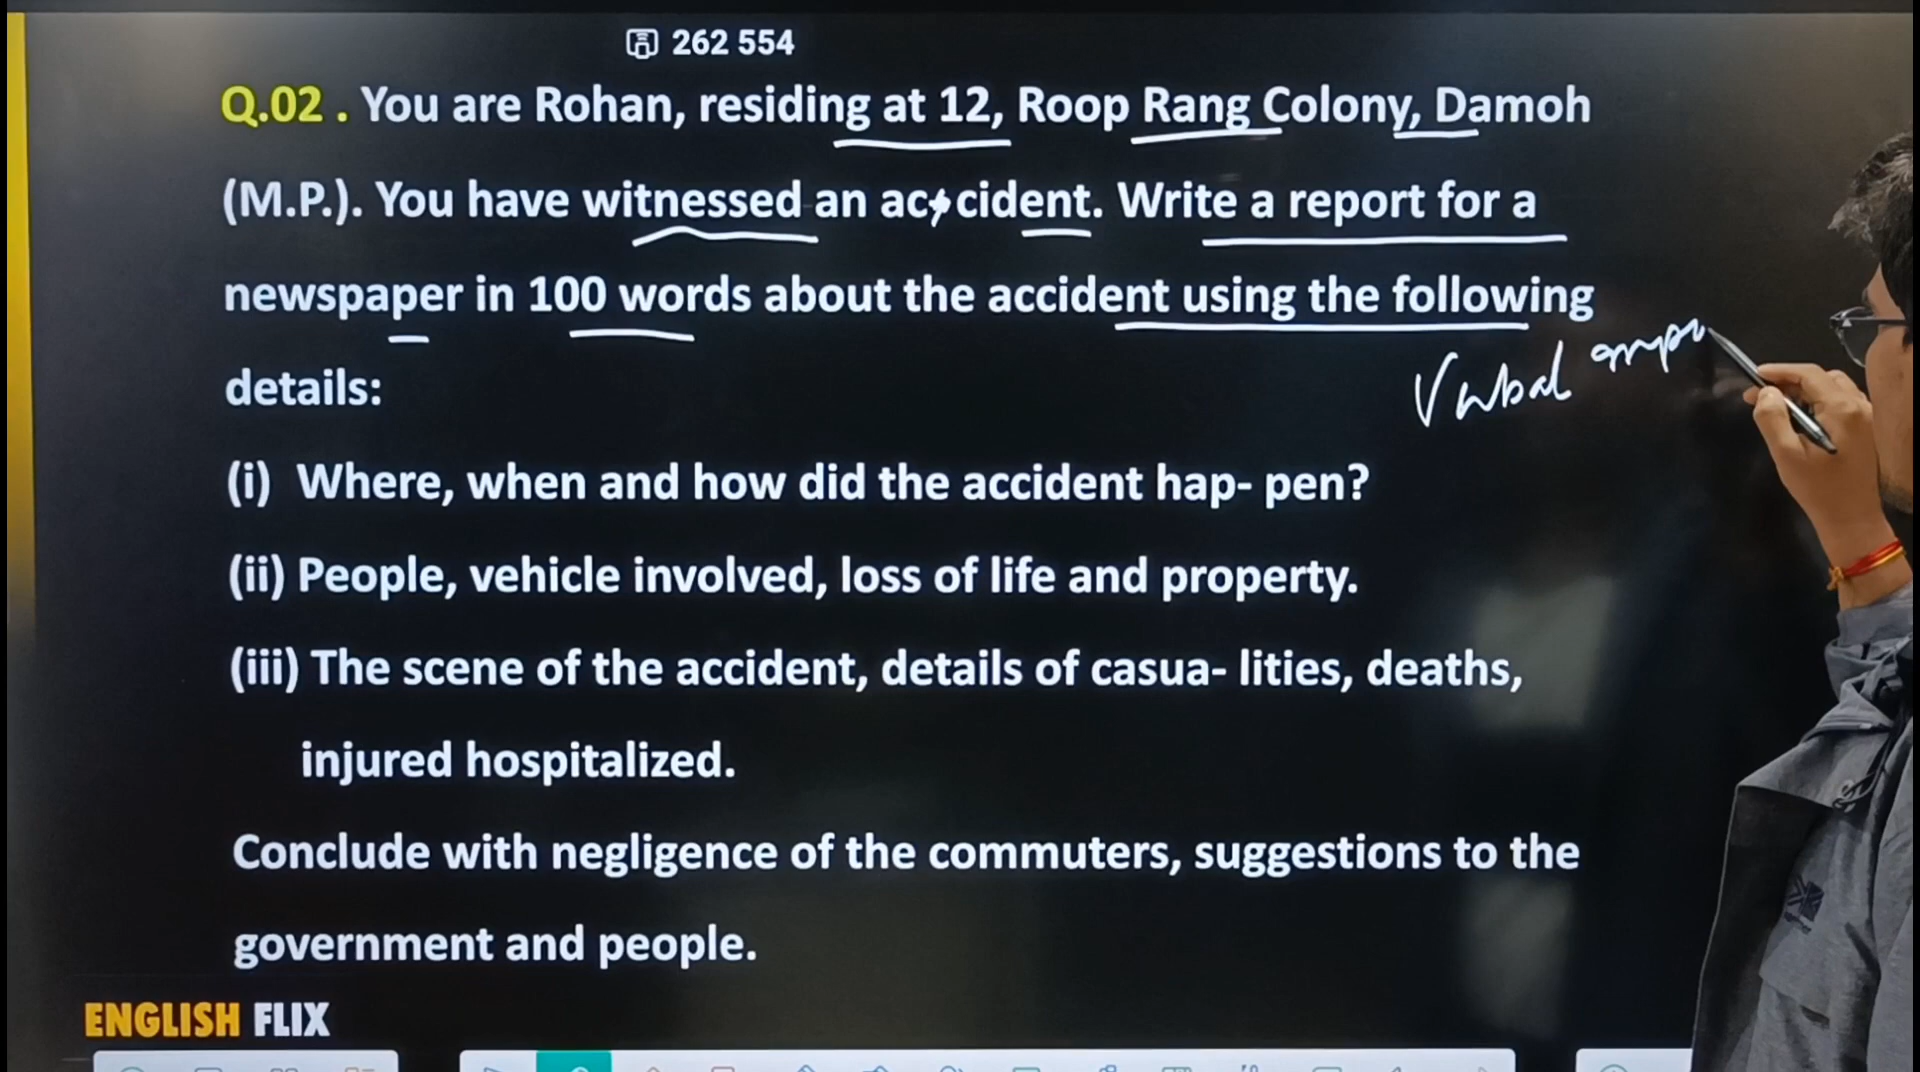 262 554
Q.02 . You are Rohan, residing at 12, Roop Rang Colony, Damoh
(M.P.). You have witnessed an accident. Write a report for a
newspaper in 100 words about the accident using the following
details:
Verbal
(i) Where, when and how did the accident hap- pen?
(ii) People, vehicle involved, loss of life and property.
(iii) The scene of the accident, details of casua- lities, deaths,
injured hospitalized.
Conclude with negligence of the commuters, suggestions to the
government and people.
ENGLISH FLIX